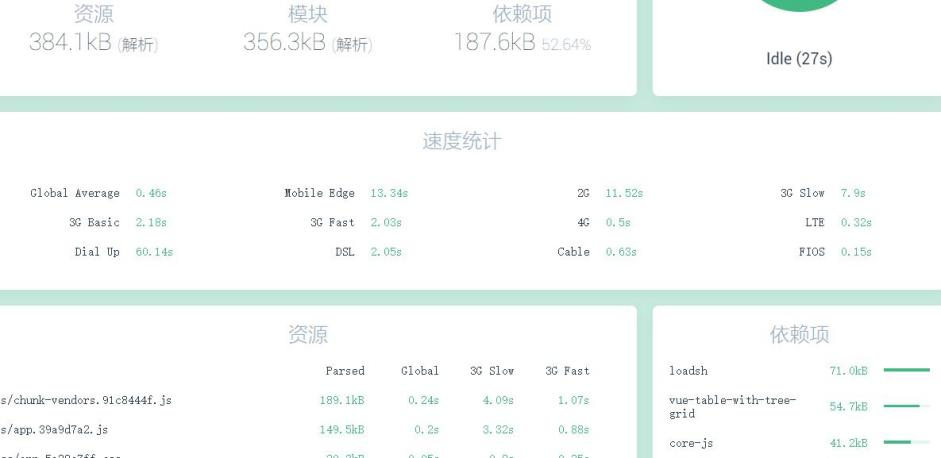 资源 模块 依赖项
384.1kB (解析) 356.3kB (解析) 187.6kB 52.64%
Idle (27s)
速度统计
Global Average 0.46s Mobile Edge 13.34s 2G 11.52s 3G Slow 7.9s
3G Basic 2.18s 3G Fast 2.03s 4G 0.5s LTE 0.32s
Dial Up 60.14s DSL 2.05s Cable 0.63s FIOS 0.15s
资源
Parsed Global 3G Slow 3G Fast
s/chunk-vendors.91c8444f.js 189.1kB 0.24s 4.09s 1.07s
s/app.39a9d7a2.js 149.5kB 0.2s 3.32s 0.88s
依赖项
loadsh 71.0kB
vue-table-with-tree-
grid 54.7kB
core-js 41.2kB